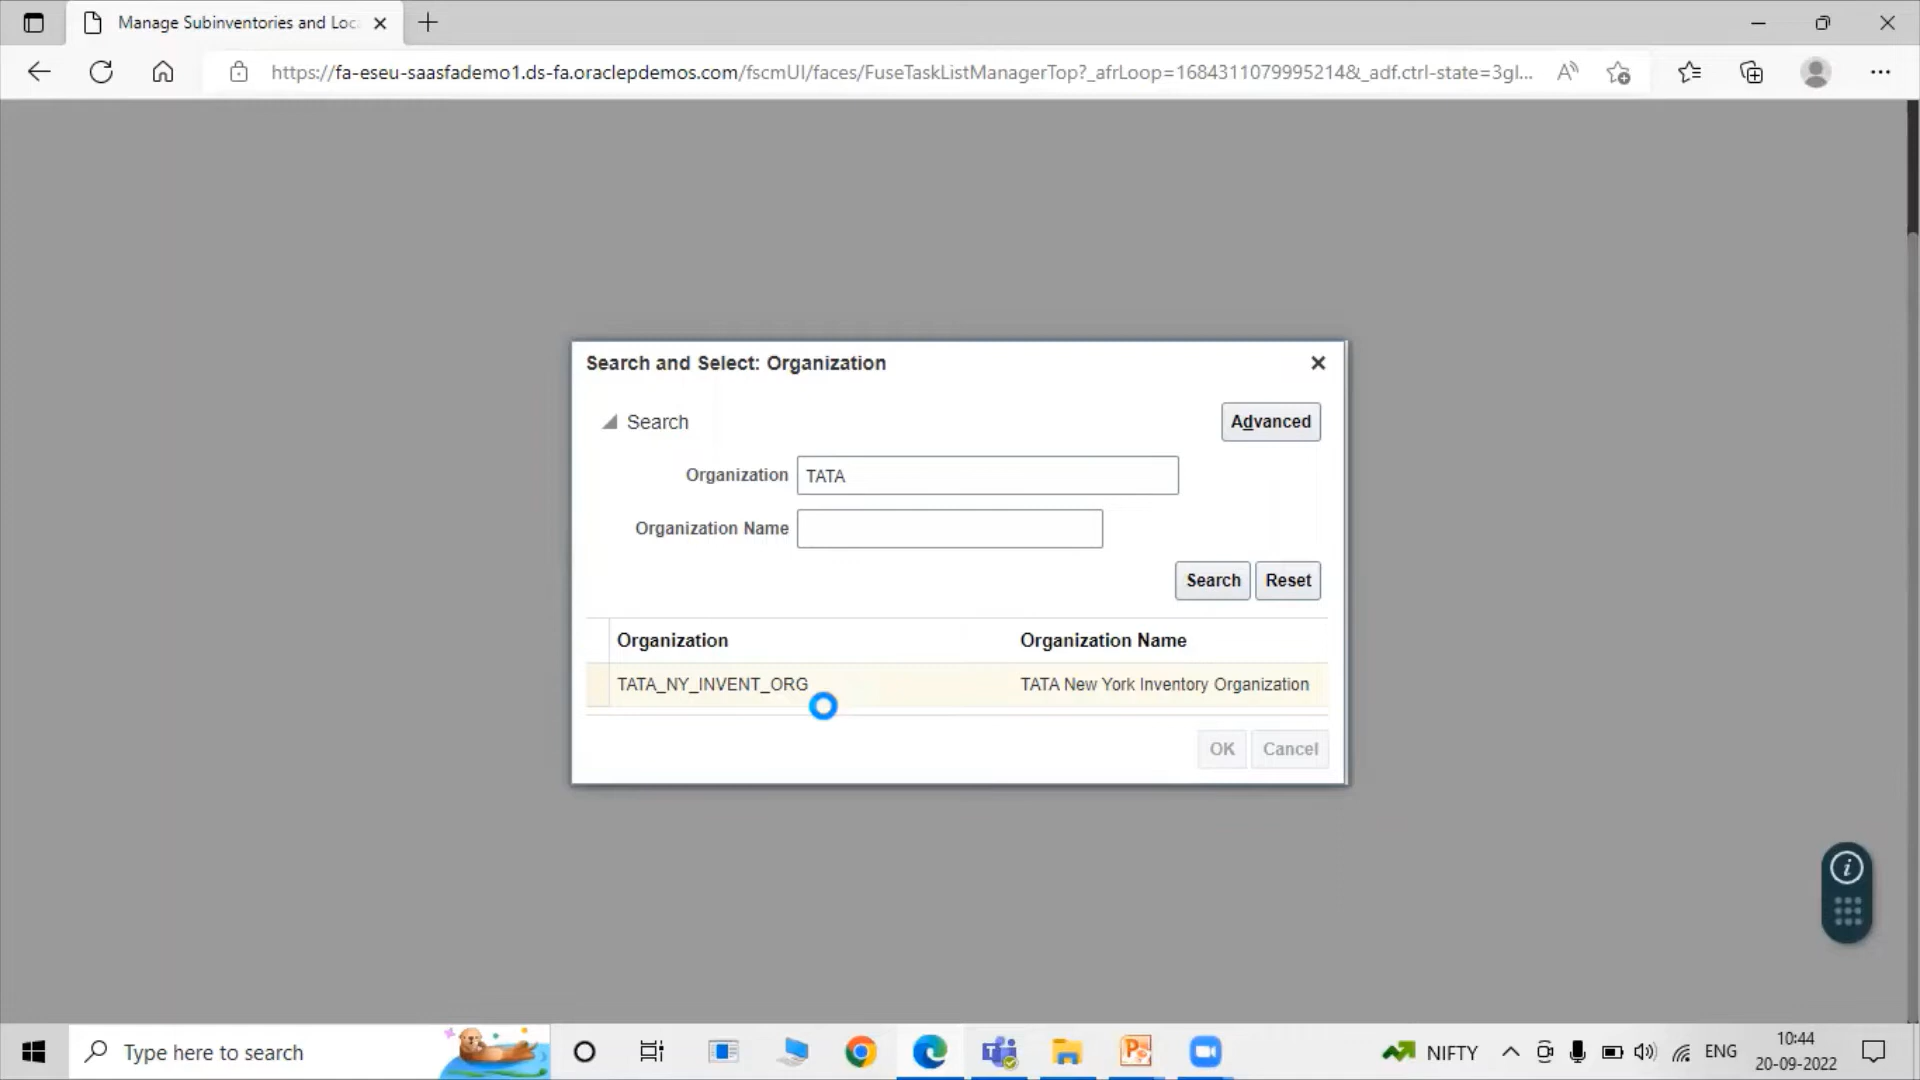 Manage Subinventories and Loc
https://fa-eseu-saasfademo1.ds-fa.oraclepdemos.com/fscmUI/faces/FuseTaskListManagerTop?_afrLoop=1684311079995214&_adf.ctrl-state=3gl...
Search and Select: Organization
Search
Advanced
Organization TATA
Organization Name
Search Reset
Organization Organization Name
TATA_NY_INVENT_ORG TATA New York Inventory Organization
OK Cancel
Type here to search
NIFTY
ENG
10:44
20-09-2022